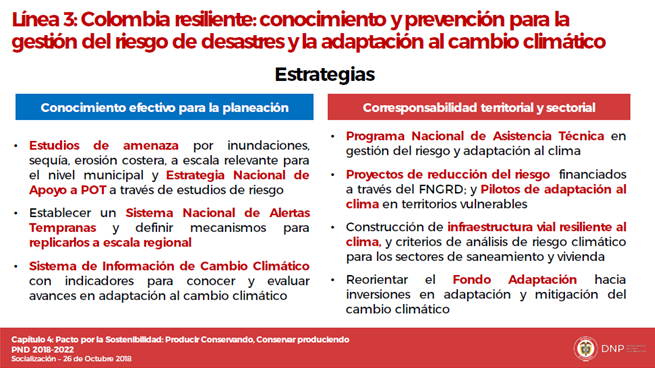 Línea 3: Colombia resiliente: conocimiento y prevención para la
gestión del riesgo de desastres y la adaptación al cambio climático
Estrategias
Conocimiento efectivo para la planeación
• Estudios de amenaza por inundaciones,
sequía, erosión costera, a escala relevante para
el nivel municipal y Estrategia Nacional de
Apoyo a POT a través de estudios de riesgo
• Establecer un Sistema Nacional de Alertas
Tempranas y definir mecanismos para
replicarlos a escala regional
• Sistema de Información de Cambio Climático
con indicadores para conocer y evaluar
avances en adaptación al cambio climático
Corresponsabilidad territorial y sectorial
• Programa Nacional de Asistencia Técnica en
gestión del riesgo y adaptación al clima
• Proyectos de reducción del riesgo financiados
a través del FNGRD; y Pilotos de adaptación al
clima en territorios vulnerables
• Construcción de infraestructura vial resiliente al
clima, y criterios de análisis de riesgo climático
para los sectores de saneamiento y vivienda
• Reorientar el Fondo Adaptación hacia
inversiones en adaptación y mitigación del
cambio climático
Capítulo 4: Pacto por la Sostenibilidad: Producir Conservando, Conservar produciendo
PND 2018-2022
Socialización – 26 de Octubre 2018
DNP